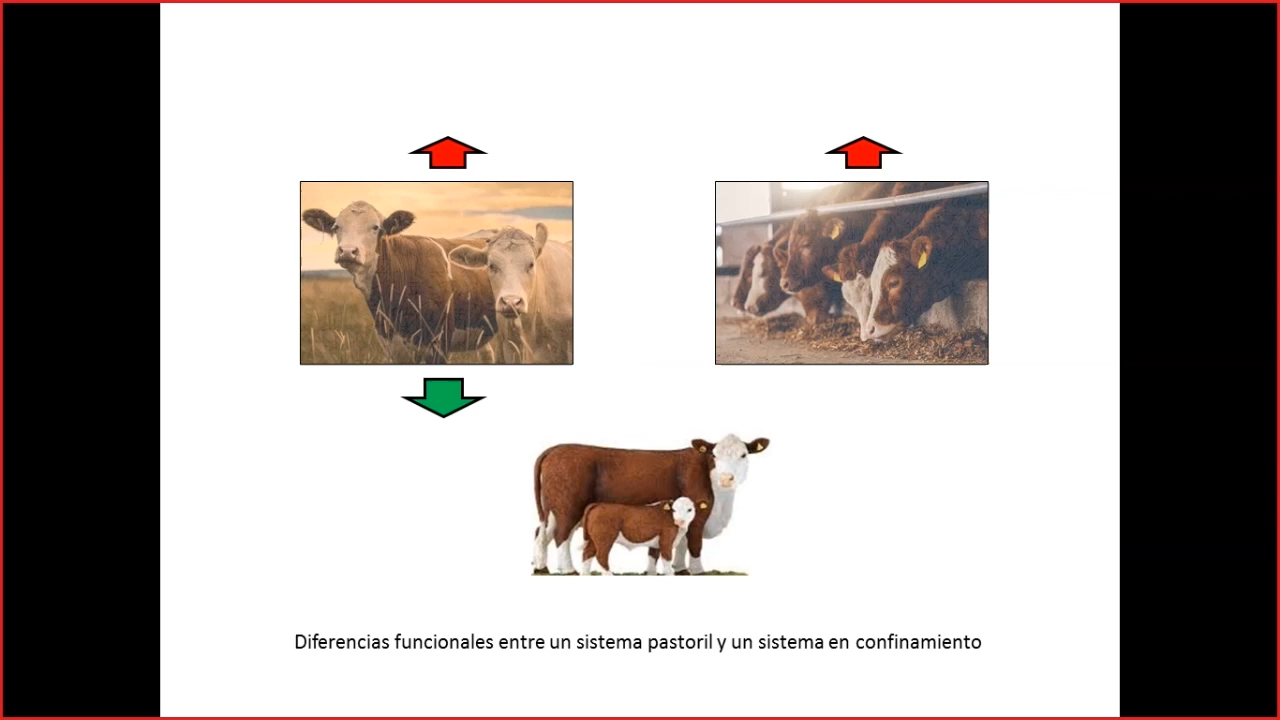 Diferencias funcionales entre un sistema pastoril y un sistema en confinamiento